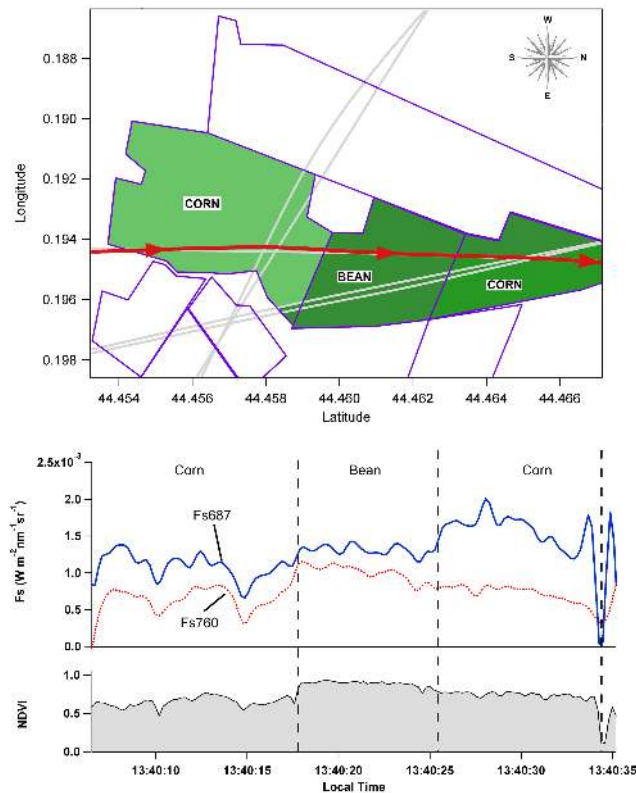 W
S N
E
0.188
0.190
0.192
0.194
0.196
0.198
Longitude
CORN
BEAN
CORN
44.454 44.456 44.458 44.460 44.462 44.464 44.466
Latitude
2.5x10⁻³
2.0
1.5
1.0
0.5
0.0
Fs (W m⁻² nm⁻¹ sr⁻¹)
Corn Bean Corn
Fs687
Fs760
1.0
0.5
0.0
NDVI
13:40:10 13:40:15 13:40:20 13:40:25 13:40:30 13:40:35
Local Time